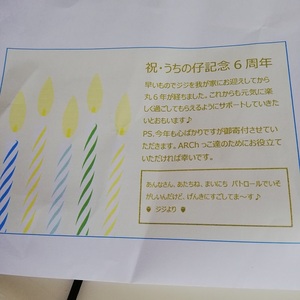 祝・うちの仔記念6周年
早いものでジジを我が家にお迎えしてから
丸6年が経ちました。これからも元気に楽
しく過ごしてもらえるようにサポートしていきた
いとおもいます♪
PS.今年も心ばかりですが御寄付させてい
ただきます。ARChっ子達のためにお役立て
いただければ幸いです。
みんなさん、あたちね、まいにち パトロールでいそ
がしいんだけど、げんきにすごしてま～す♪
ジジより